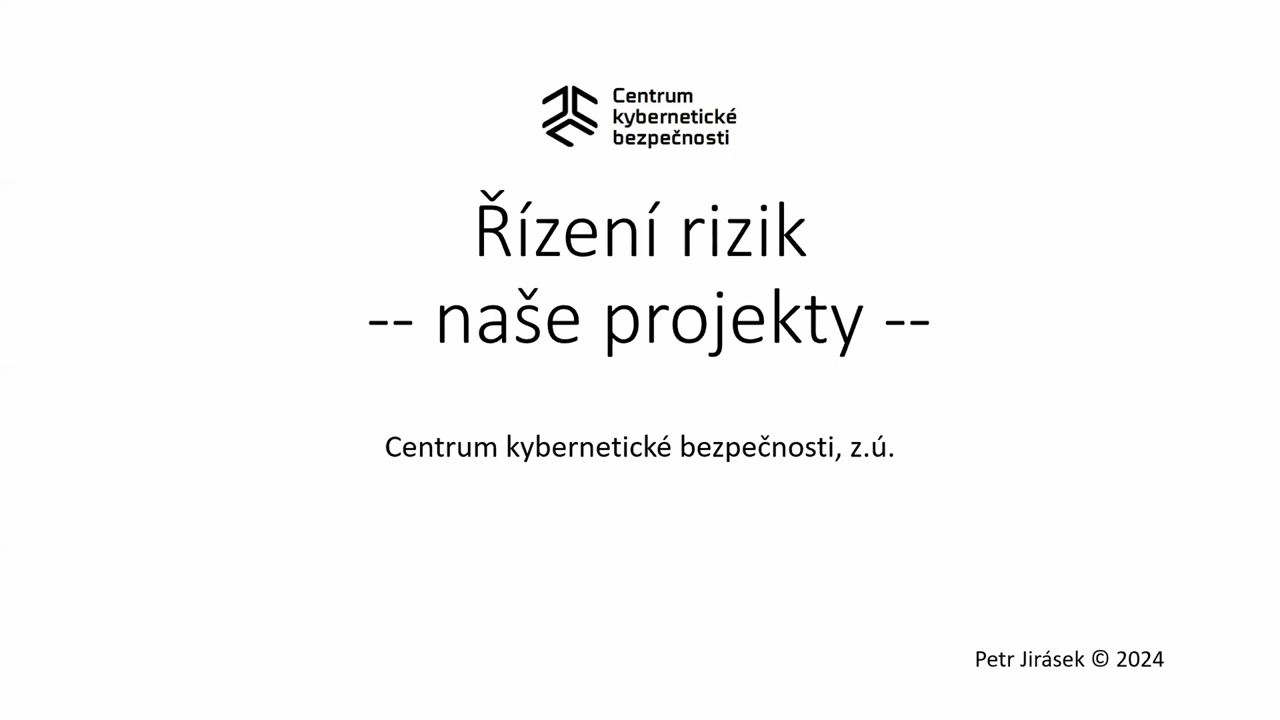 Centrum
kybernetické
bezpečnosti
Řízení rizik
-- naše projekty --
Centrum kybernetické bezpečnosti, z.ú.
Petr Jirásek © 2024